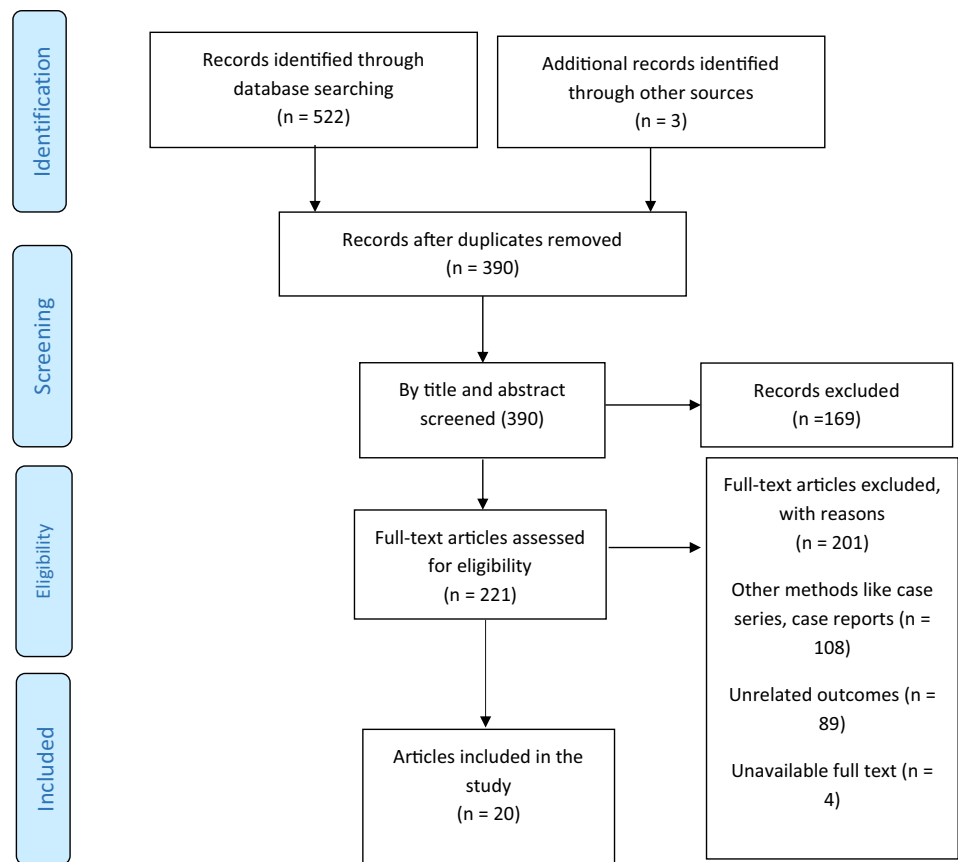 Identification
Records identified through
database searching
(n = 522)
Additional records identified
through other sources
(n = 3)
Records after duplicates removed
(n = 390)
Screening
By title and abstract
screened (390)
Records excluded
(n =169)
Eligibility
Full-text articles assessed
for eligibility
(n = 221)
Full-text articles excluded,
with reasons
(n = 201)
Other methods like case
series, case reports (n =
108)
Unrelated outcomes (n =
89)
Unavailable full text (n =
4)
Included
Articles included in the
study
(n = 20)